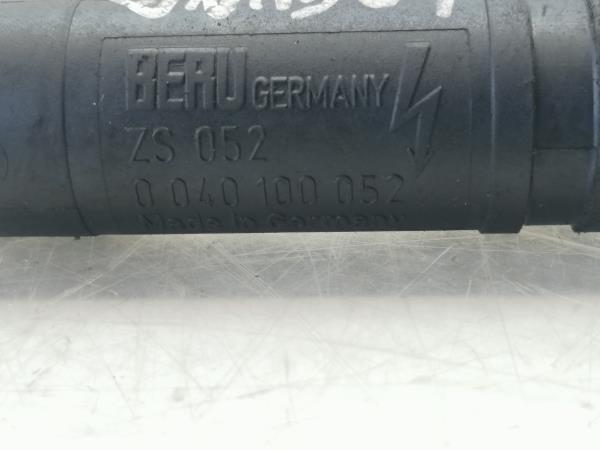 BERU GERMANY
ZS 052
0 040 100 052
Made in Germany